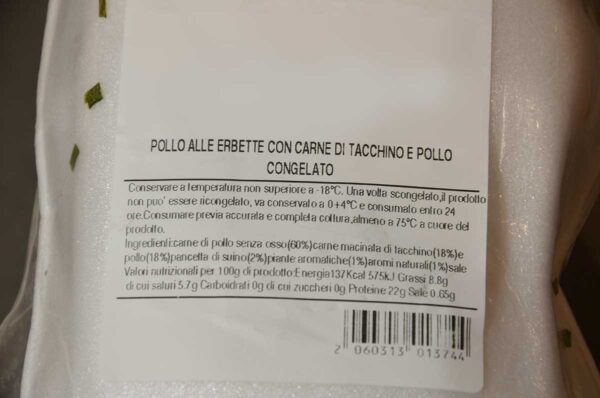 POLLO ALLE ERBETTE CON CARNE DI TACCHINO E POLLO
CONGELATO
Conservare a temperatura non superiore a -18°C. Una volta scongelato,il prodotto
non puo' essere ricongelato, va conservato a 0+4°C e consumato entro 24
ore.Consumare previa accurata e completa cottura,almeno a 75°C a cuore del
prodotto.
Ingredienti:carne di pollo senza osso(60%)carne macinata di tacchino(18%)e
pollo(18%)pancetta di suino(2%)piante aromatiche(1%)aromi naturali(1%)sale
Valori nutrizionali per 100g di prodotto:Energia137Kcal 575kJ Grassi 8.8g
di cui saturi 5.7g Carboidrati 0g di cui zuccheri 0g Proteine 22g Sale 0.65g
2 060313 013744